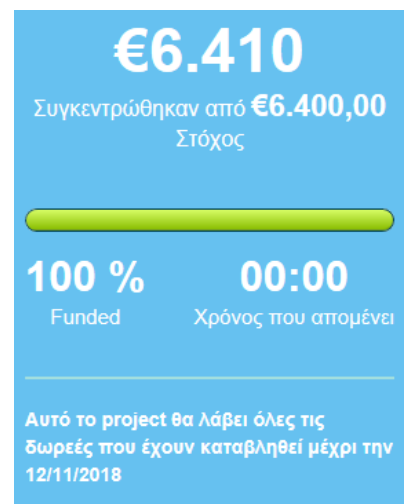 €6.410
Συγκεντρώθηκαν από €6.400,00
Στόχος
100 % 00:00
Funded Χρόνος που απομένει
Αυτό το project θα λάβει όλες τις
δωρεές που έχουν καταβληθεί μέχρι την
12/11/2018